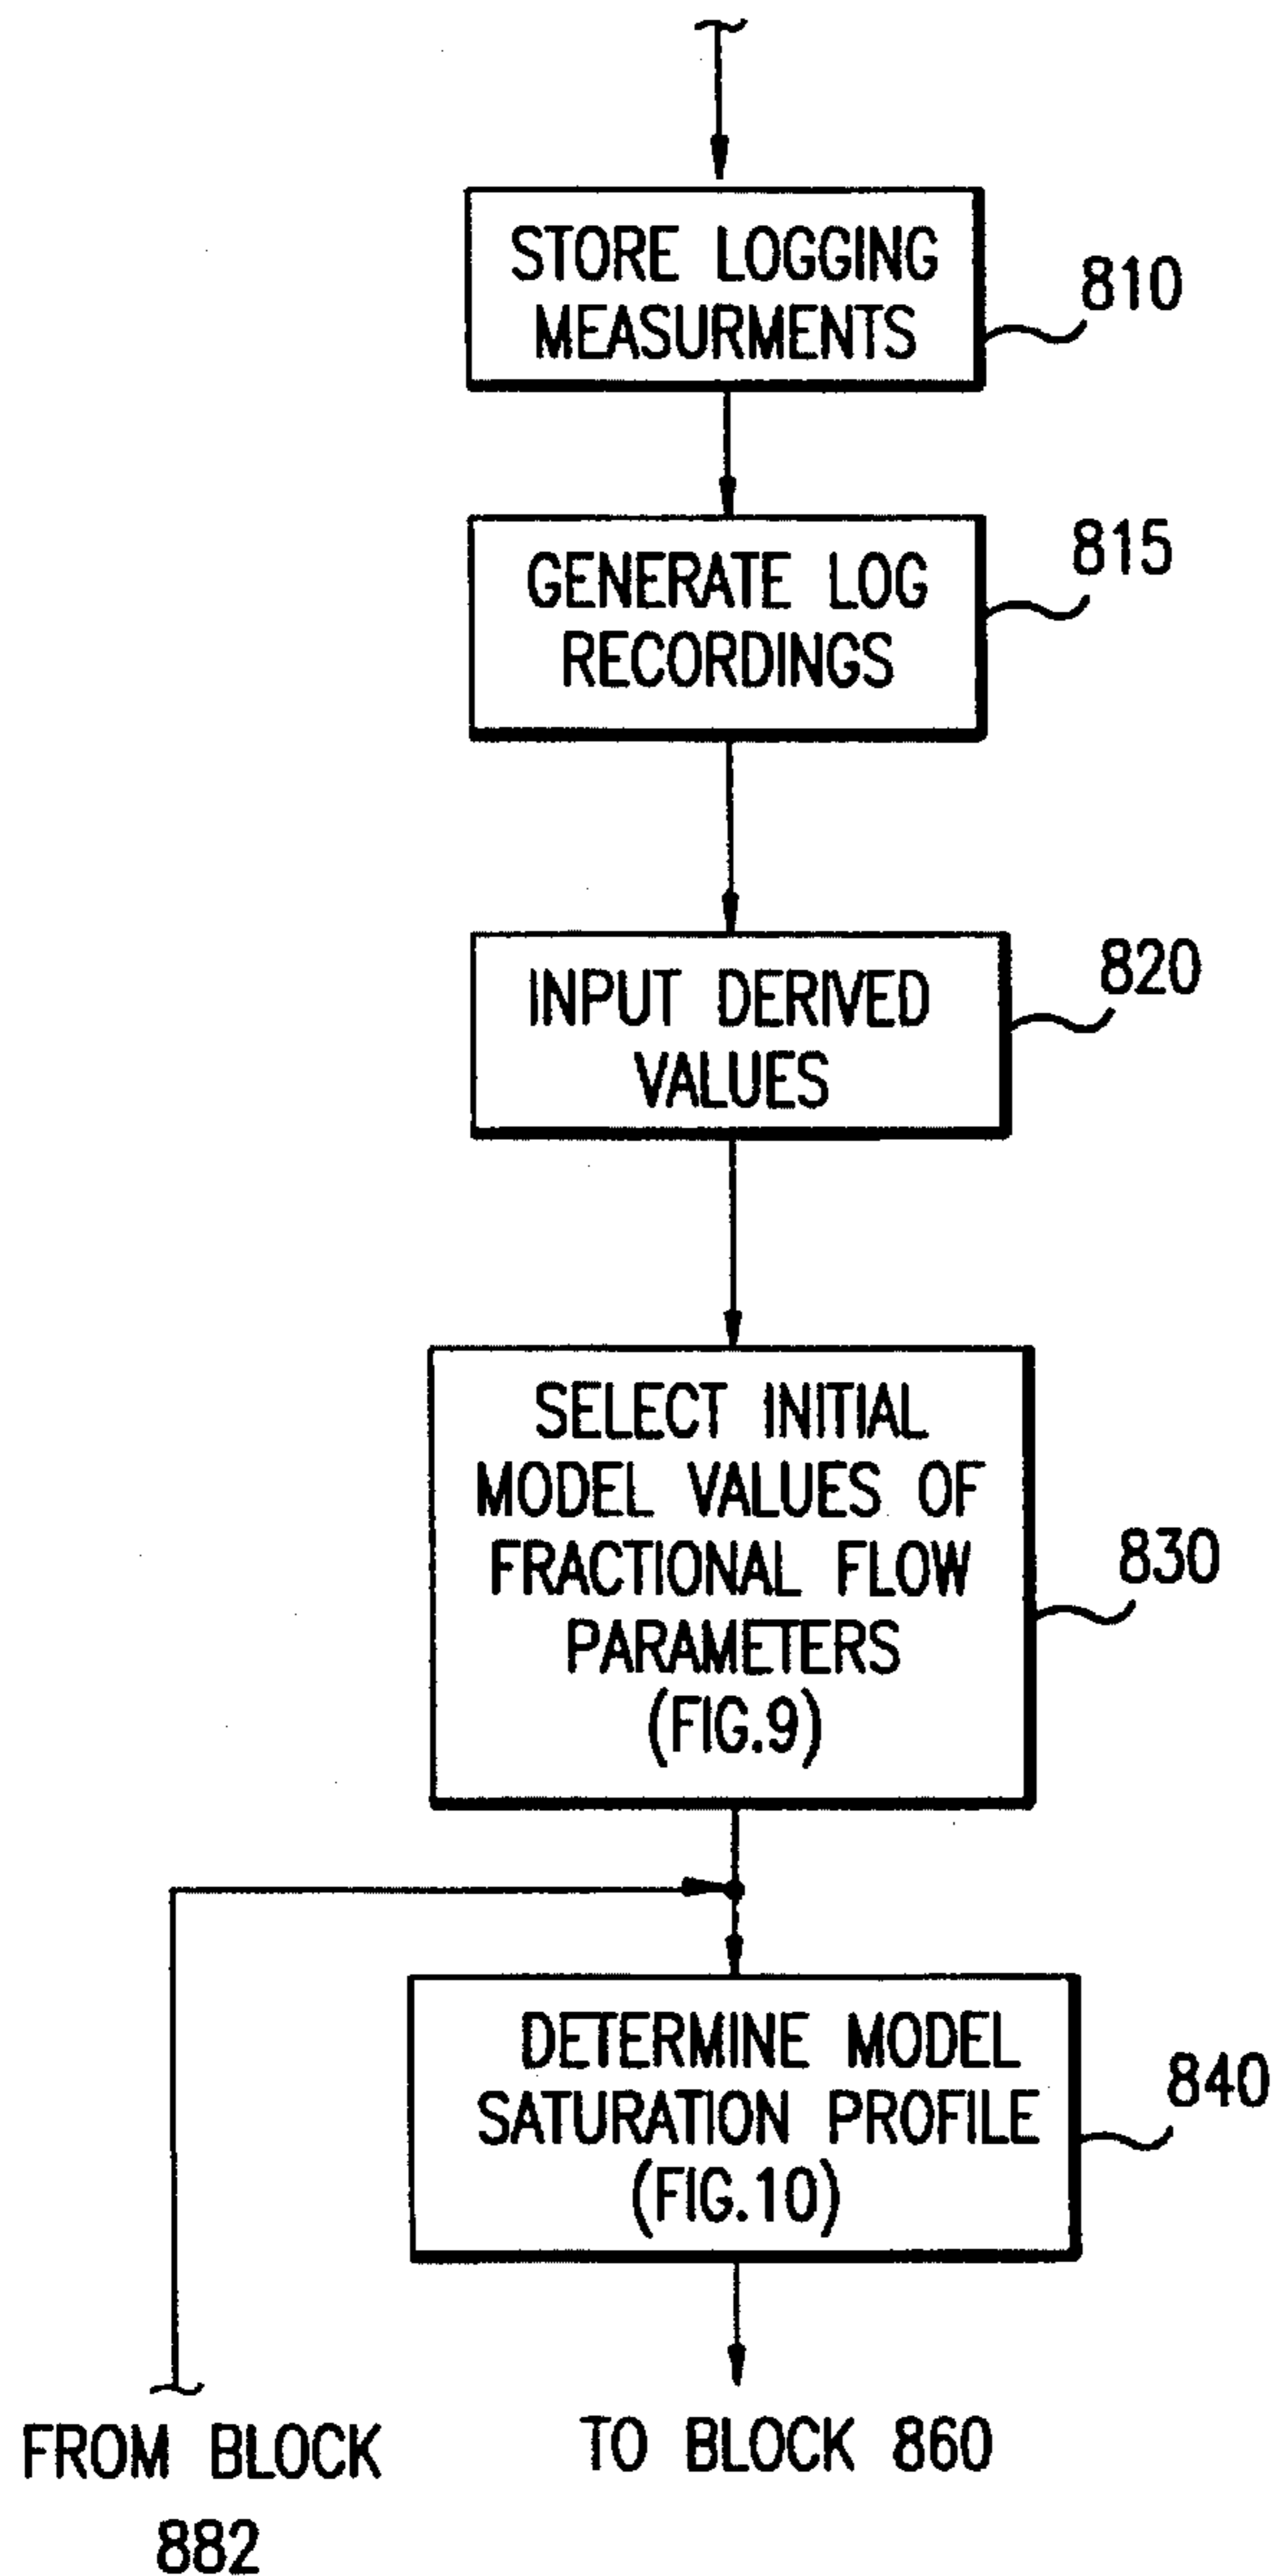 STORE LOGGING
MEASURMENTS
810
GENERATE LOG
RECORDINGS
815
INPUT DERIVED
VALUES
820
SELECT INITIAL
MODEL VALUES OF
FRACTIONAL FLOW
PARAMETERS
(FIG.9)
830
DETERMINE MODEL
SATURATION PROFILE
(FIG.10)
840
FROM BLOCK
882
TO BLOCK 860